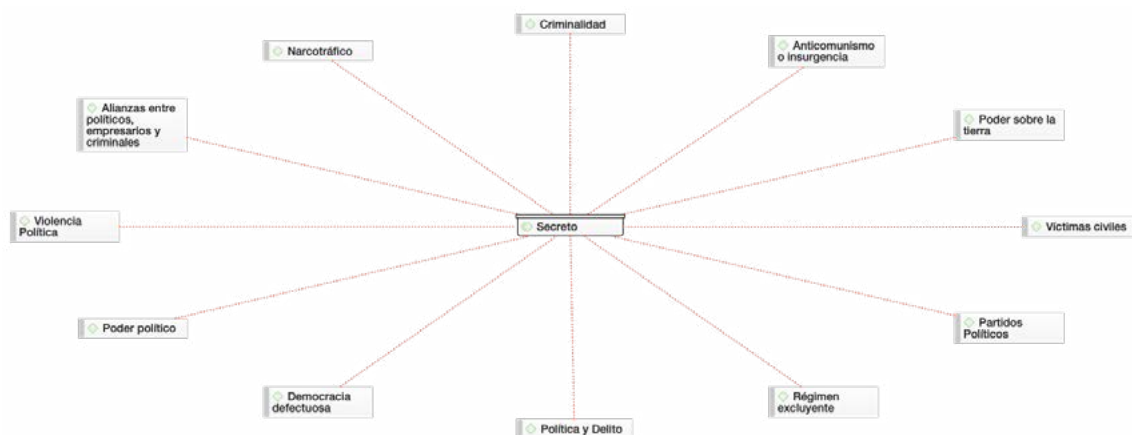 Criminalidad
Narcotráfico
Anticomunismo
o insurgencia
Alianzas entre
políticos,
empresarios y
criminales
Poder sobre la
tierra
Violencia
Política
Secreto
Víctimas civiles
Poder político
Partidos
Políticos
Democracia
defectuosa
Régimen
excluyente
Política y Delito